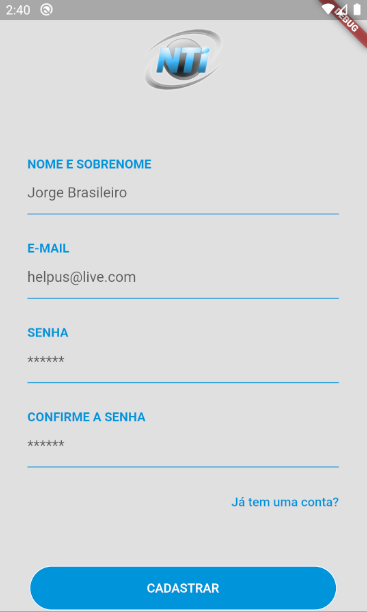 2:40
DEBUG
NTi
NOME E SOBRENOME
Jorge Brasileiro
E-MAIL
helpus@live.com
SENHA
******
CONFIRME A SENHA
******
Já tem uma conta?
CADASTRAR